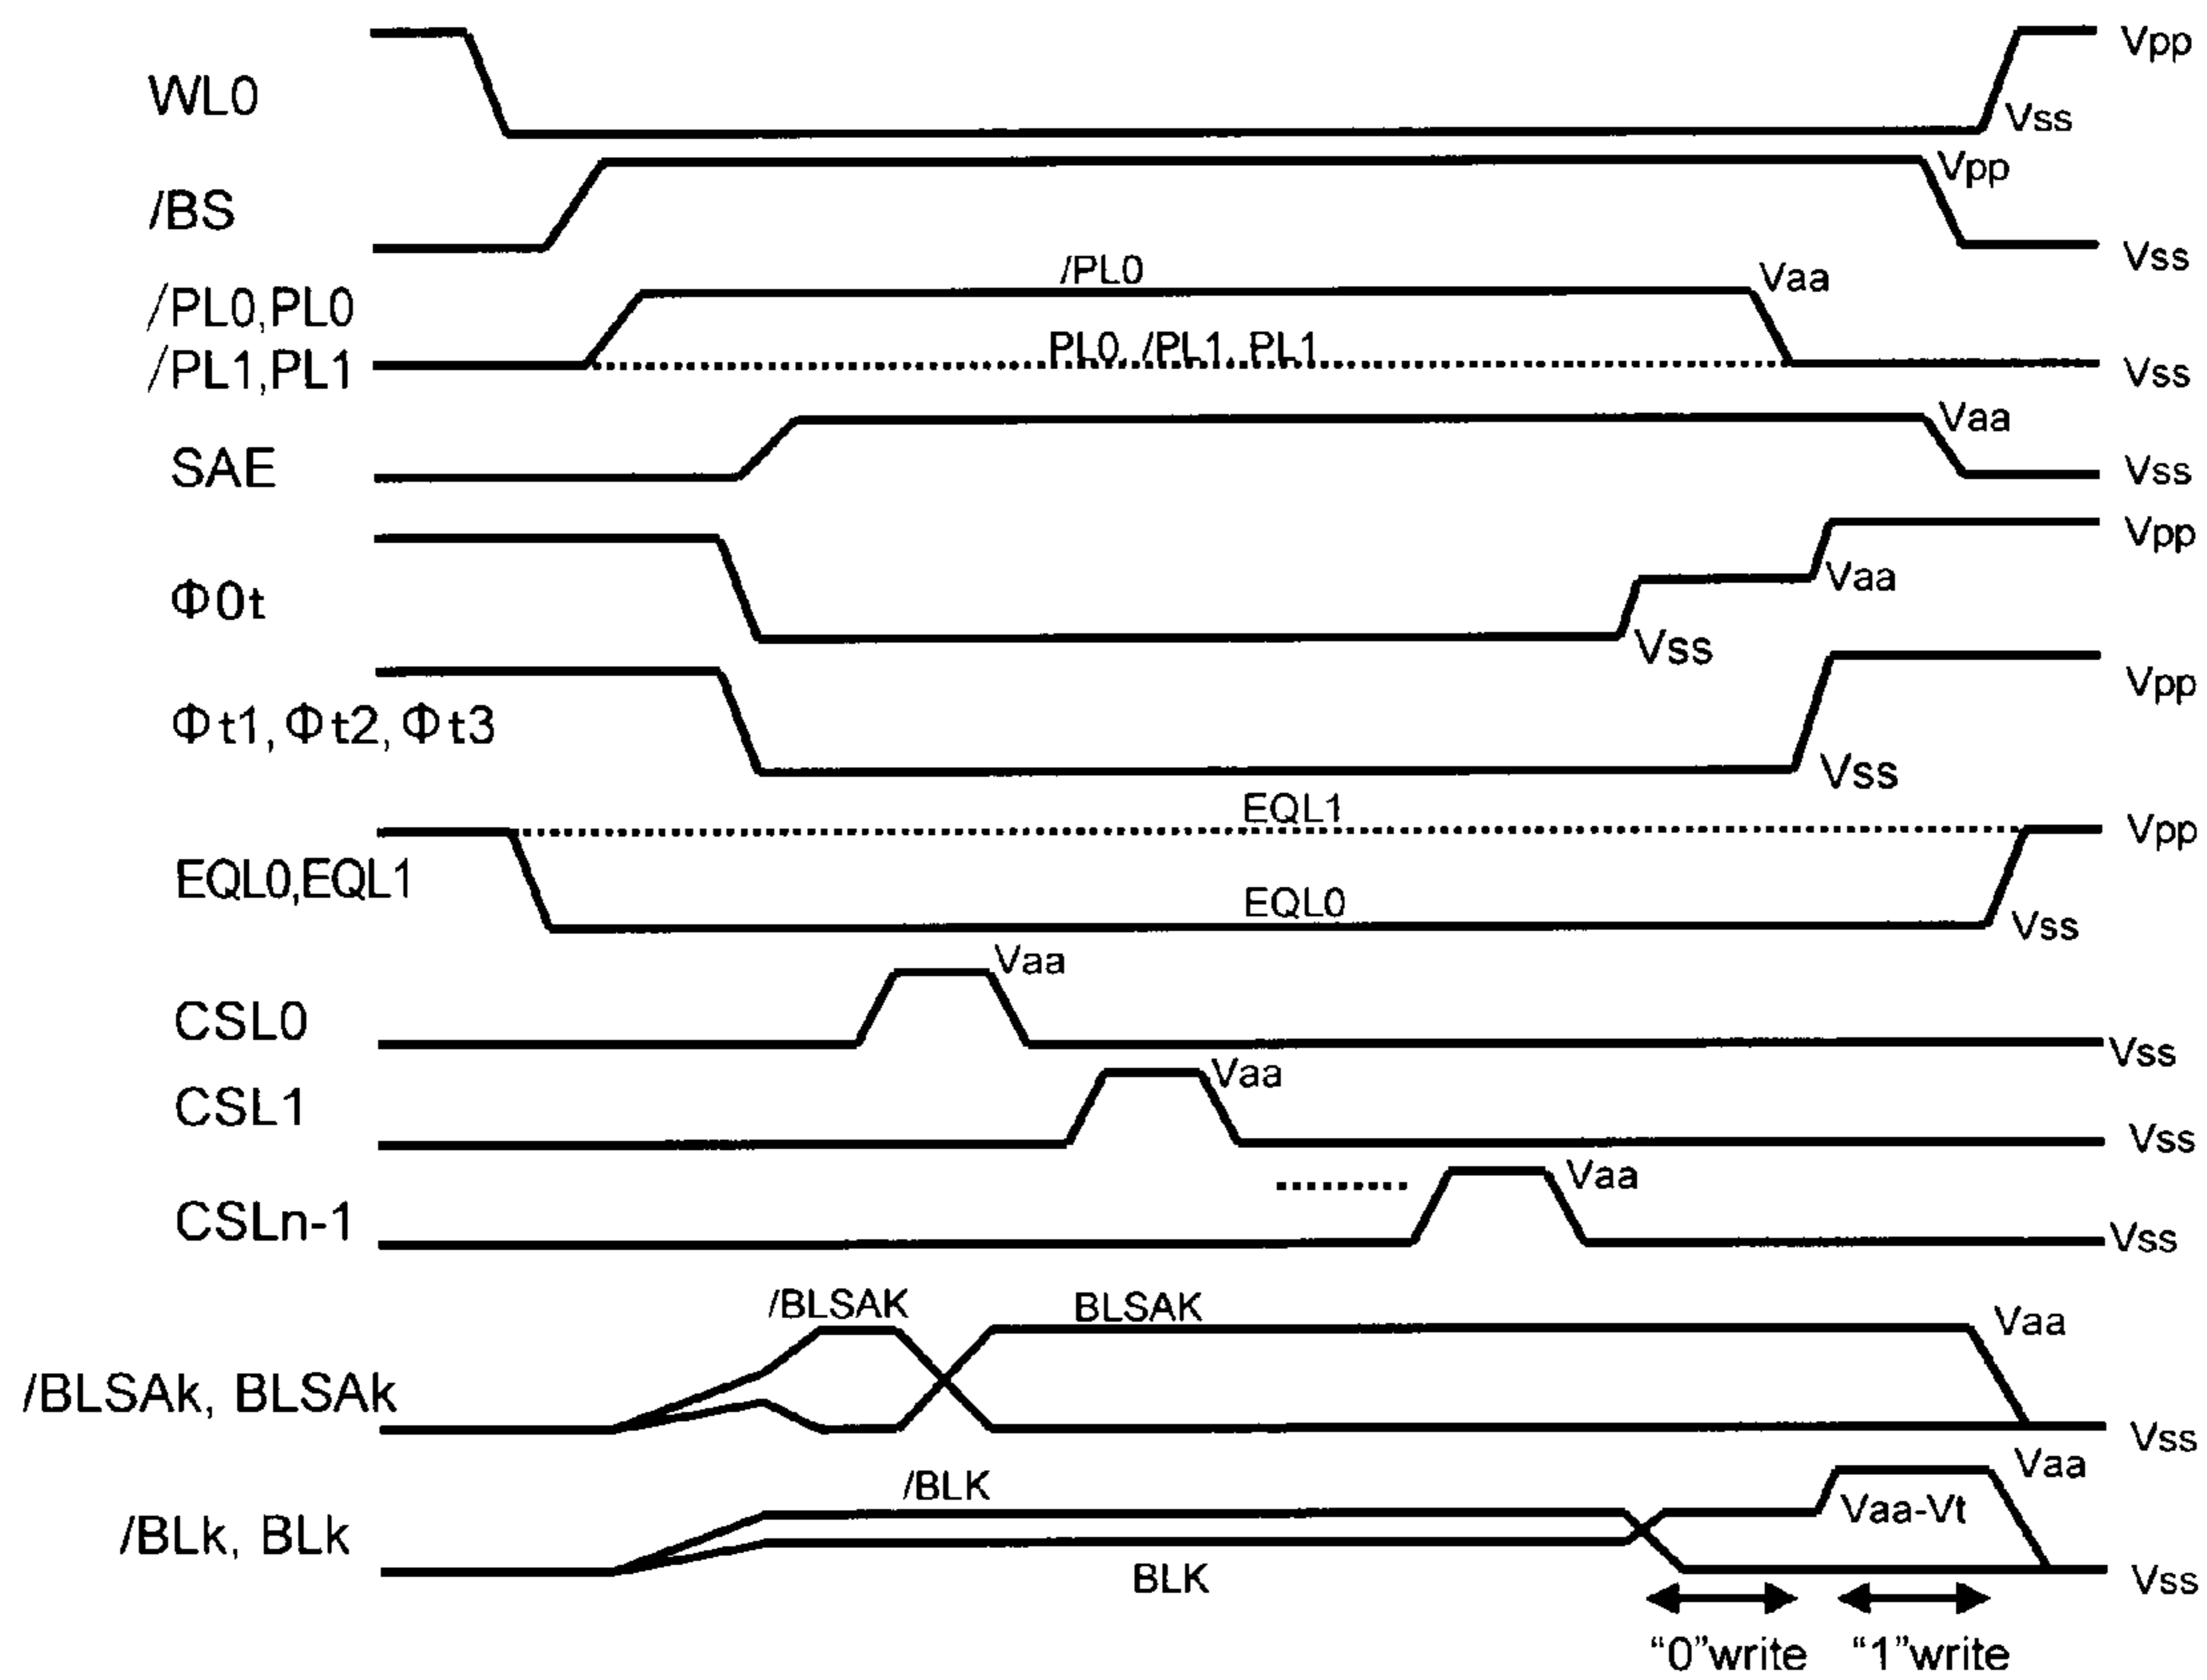 Vpp
WL0
Vss
Vpp
/BS
Vss
/PL0
Vaa
/PL0,PL0
PL0, /PL1, PL1
/PL1,PL1
Vss
Vaa
SAE
Vss
Vpp
Vaa
Φ0t
Vss
Vpp
Φt1, Φt2, Φt3
Vss
EQL1
Vpp
EQL0,EQL1
EQL0
Vss
Vaa
CSL0
Vss
Vaa
CSL1
Vss
Vaa
CSLn-1
Vss
/BLSAK
BLSAK
Vaa
/BLSAk, BLSAk
Vss
Vaa
/BLK
Vaa-Vt
/BLk, BLk
BLK
Vss
“0”write “1”write